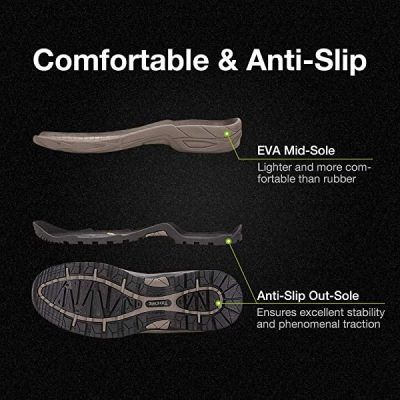 Comfortable & Anti-Slip
EVA Mid-Sole
Lighter and more com-
fortable than rubber
Anti-Slip Out-Sole
Ensures excellent stability
and phenomenal traction